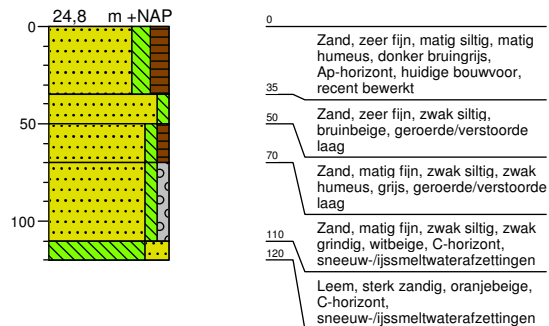 24,8 m +NAP
0
50
100
0
Zand, zeer fijn, matig siltig, matig
humeus, donker bruingrijs,
Ap-horizont, huidige bouwvoor,
recent bewerkt
35
Zand, zeer fijn, zwak siltig,
bruinbeige, geroerde/verstoorde
laag
50
Zand, matig fijn, zwak siltig, zwak
humeus, grijs, geroerde/verstoorde
laag
70
Zand, matig fijn, zwak siltig, zwak
grindig, witbeige, C-horizont,
sneeuw-/ijssmeltwaterafzettingen
110
Leem, sterk zandig, oranjebeige,
C-horizont,
sneeuw-/ijssmeltwaterafzettingen
120